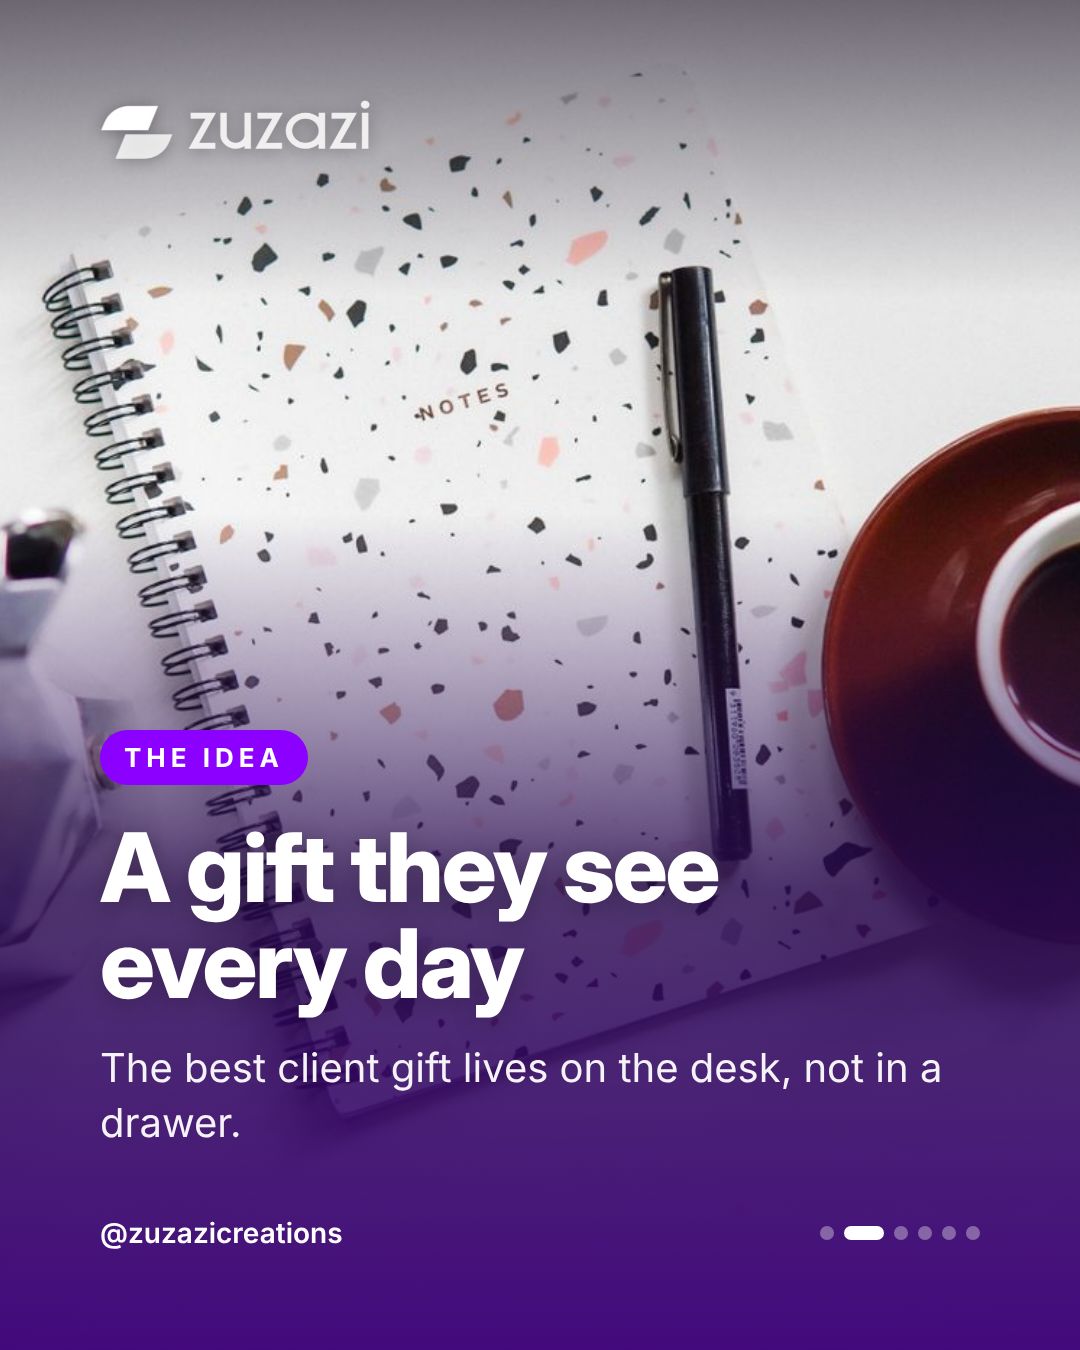 zuzazi
NOTES
THE IDEA
A gift they see
every day
The best client gift lives on the desk, not in a
drawer.
@zuzazicreations